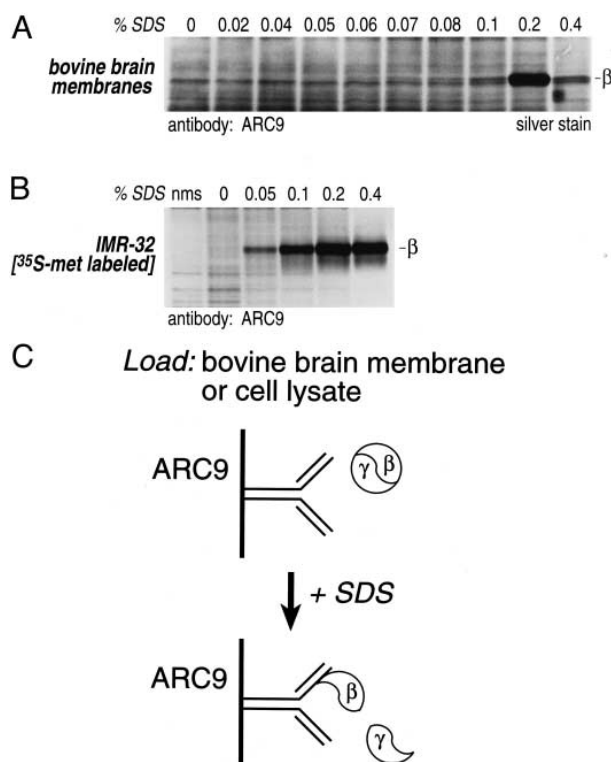 A
% SDS 0 0.02 0.04 0.05 0.06 0.07 0.08 0.1 0.2 0.4
bovine brain
membranes
-β
antibody: ARC9 silver stain
B
% SDS nms 0 0.05 0.1 0.2 0.4
IMR-32
[³⁵S-met labeled]
-β
antibody: ARC9
C
Load: bovine brain membrane
or cell lysate
ARC9
γ β
+ SDS
ARC9
β
γ